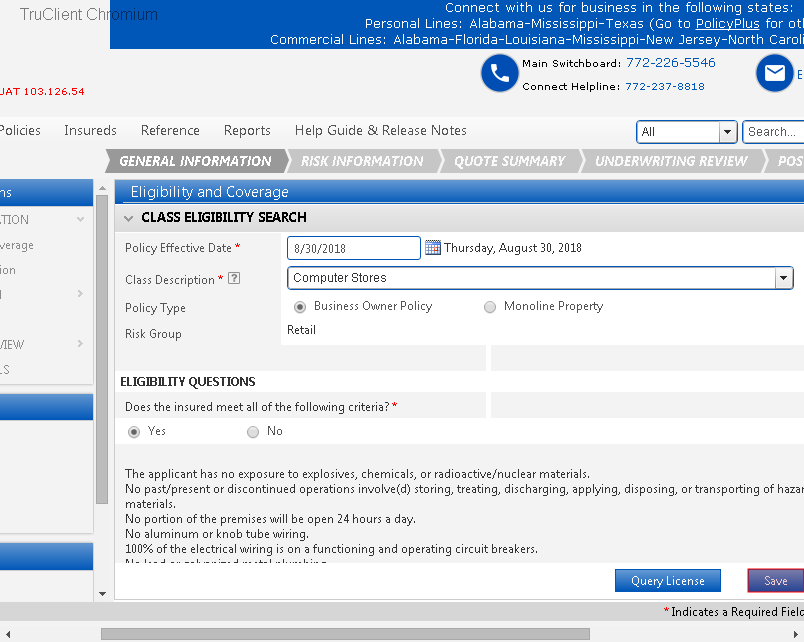 TruClient Chromium
Connect with us for business in the following states:
Personal Lines: Alabama-Mississippi-Texas (Go to PolicyPlus for oth
Commercial Lines: Alabama-Florida-Louisiana-Mississippi-New Jersey-North Caroli
Main Switchboard: 772-226-5546
E
UAT 103.126.54
Connect Helpline: 772-237-8818
Policies Insureds Reference Reports Help Guide & Release Notes All Search...
GENERAL INFORMATION RISK INFORMATION QUOTE SUMMARY UNDERWRITING REVIEW POS
ns
Eligibility and Coverage
CLASS ELIGIBILITY SEARCH
ATION
Policy Effective Date * 8/30/2018 Thursday, August 30, 2018
verage
ion
Class Description * ? Computer Stores
Policy Type Business Owner Policy Monoline Property
Risk Group Retail
VIEW
LS
ELIGIBILITY QUESTIONS
Does the insured meet all of the following criteria? *
Yes No
The applicant has no exposure to explosives, chemicals, or radioactive/nuclear materials.
No past/present or discontinued operations involve(d) storing, treating, discharging, applying, disposing, or transporting of hazar
materials.
No portion of the premises will be open 24 hours a day.
No aluminum or knob tube wiring.
100% of the electrical wiring is on a functioning and operating circuit breakers.
No lead or galvanized metal plumbing.
Query License Save
* Indicates a Required Field